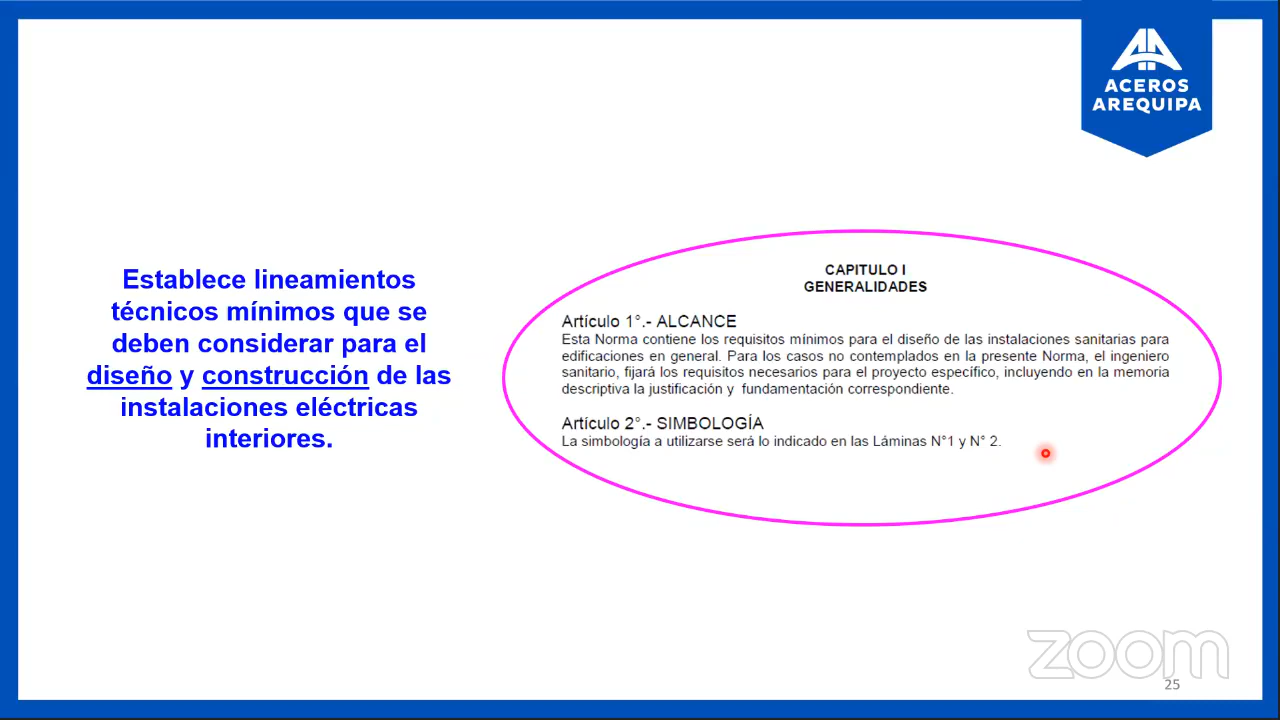 ACEROS
AREQUIPA
Establece lineamientos
técnicos mínimos que se
deben considerar para el
diseño y construcción de las
instalaciones eléctricas
interiores.
CAPITULO I
GENERALIDADES
Artículo 1°.- ALCANCE
Esta Norma contiene los requisitos mínimos para el diseño de las instalaciones sanitarias para
edificaciones en general. Para los casos no contemplados en la presente Norma, el ingeniero
sanitario, fijará los requisitos necesarios para el proyecto específico, incluyendo en la memoria
descriptiva la justificación y fundamentación correspondiente.
Artículo 2°.- SIMBOLOGÍA
La simbología a utilizarse será lo indicado en las Láminas N°1 y N° 2.
zoom
25